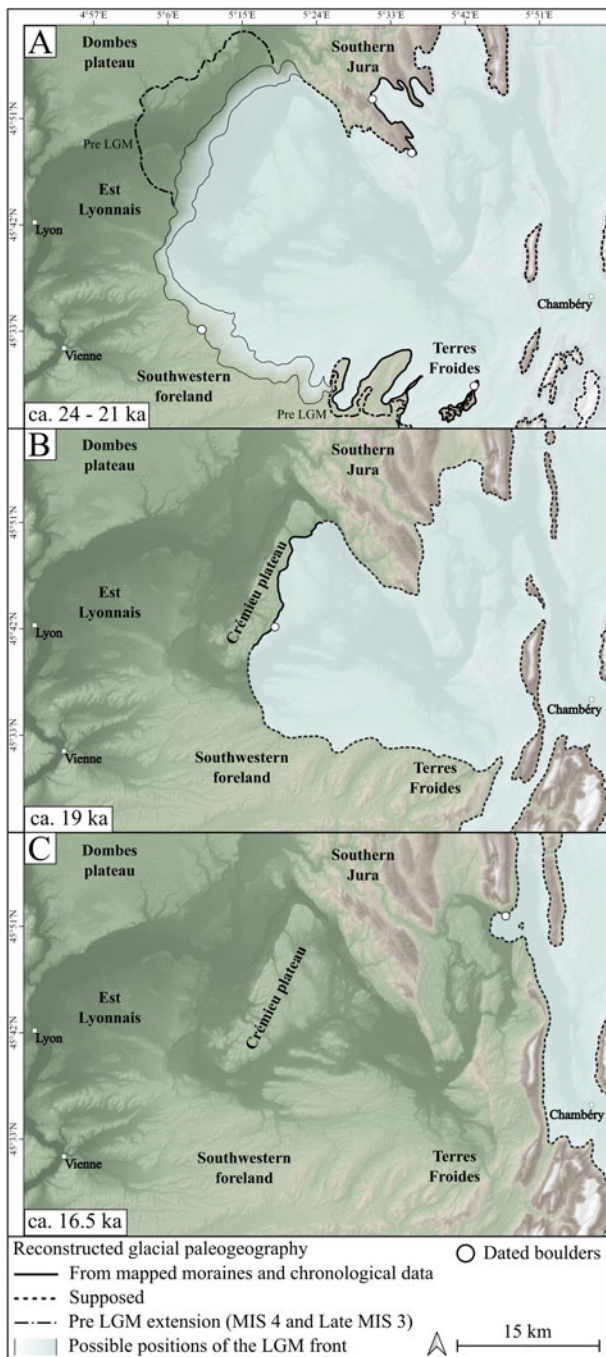 4°57'E 5°6'E 5°15'E 5°24'E 5°33'E 5°42'E 5°51'E
A
Dombes
plateau
Southern
Jura
45°51'N
Pre LGM
Est
Lyonnais
45°42'N
Lyon
Chambéry
45°33'N
Vienne
Terres
Froides
Southwestern
foreland
Pre LGM
ca. 24 - 21 ka
B
Dombes
plateau
Southern
Jura
45°51'N
Crémieu plateau
Est
Lyonnais
45°42'N
Lyon
Chambéry
45°33'N
Vienne
Southwestern
foreland
Terres
Froides
ca. 19 ka
C
Dombes
plateau
Southern
Jura
45°51'N
Crémieu plateau
Est
Lyonnais
45°42'N
Lyon
Chambéry
45°33'N
Vienne
Southwestern
foreland
Terres
Froides
ca. 16.5 ka
Reconstructed glacial paleogeography
Dated boulders
From mapped moraines and chronological data
Supposed
Pre LGM extension (MIS 4 and Late MIS 3)
Possible positions of the LGM front
15 km